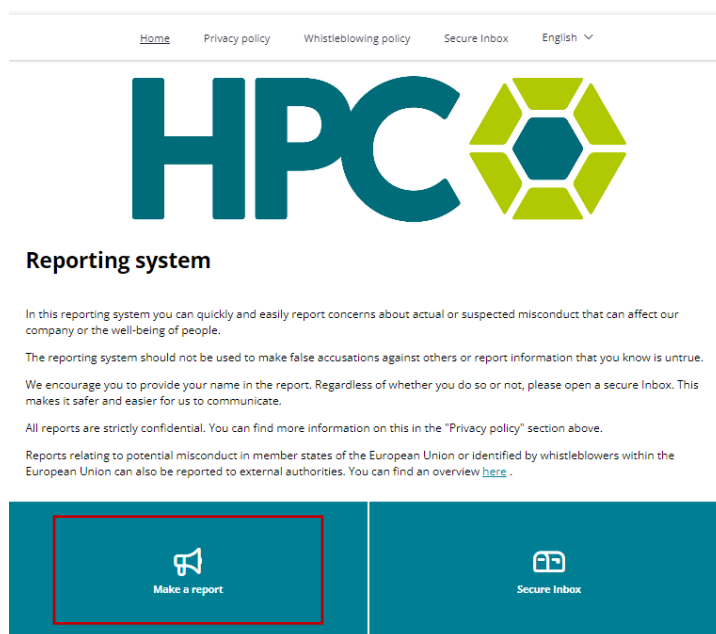 Home Privacy policy Whistleblowing policy Secure Inbox English
HPC
Reporting system
In this reporting system you can quickly and easily report concerns about actual or suspected misconduct that can affect our
company or the well-being of people.
The reporting system should not be used to make false accusations against others or report information that you know is untrue.
We encourage you to provide your name in the report. Regardless of whether you do so or not, please open a secure Inbox. This
makes it safer and easier for us to communicate.
All reports are strictly confidential. You can find more information on this in the "Privacy policy" section above.
Reports relating to potential misconduct in member states of the European Union or identified by whistleblowers within the
European Union can also be reported to external authorities. You can find an overview here .
Make a report
Secure Inbox